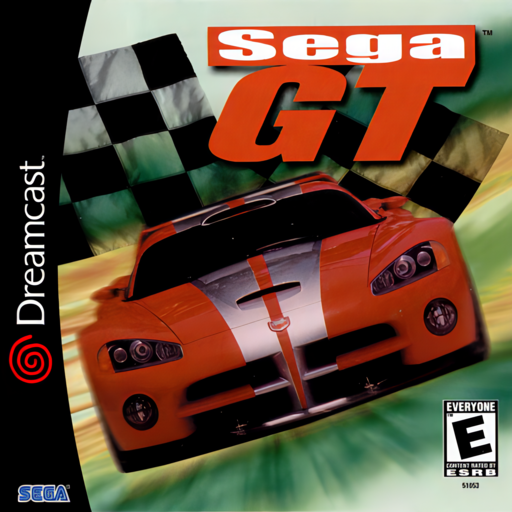 Sega
GT
TM
Dreamcast
SEGA
EVERYONE
E
CONTENT RATED BY
ESRB
51053